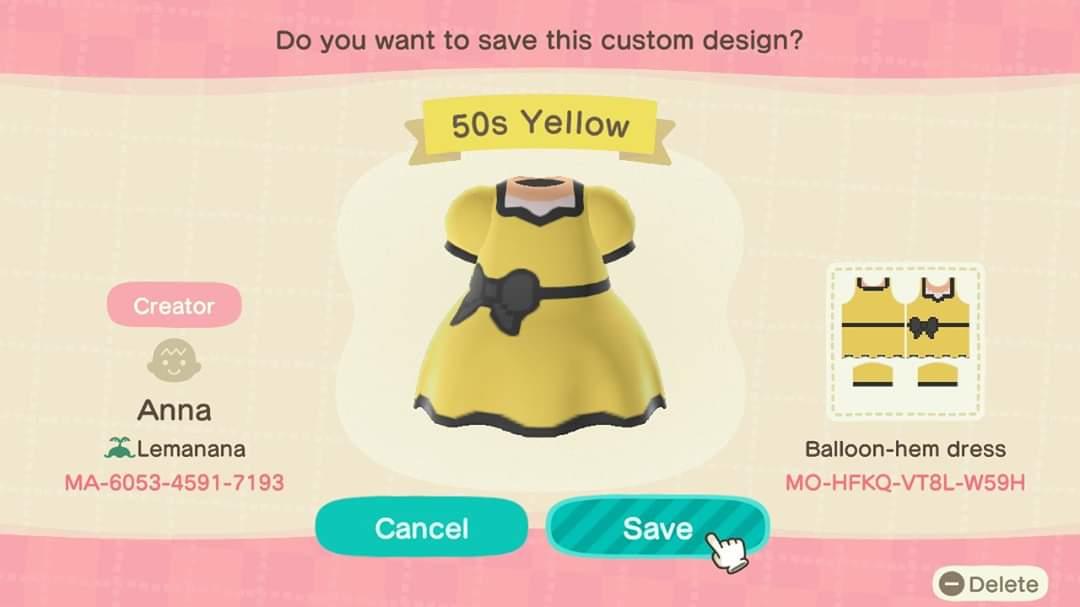 Do you want to save this custom design?
50s Yellow
Creator
Anna
Lemanana
MA-6053-4591-7193
Balloon-hem dress
MO-HFKQ-VT8L-W59H
Cancel
Save
Delete